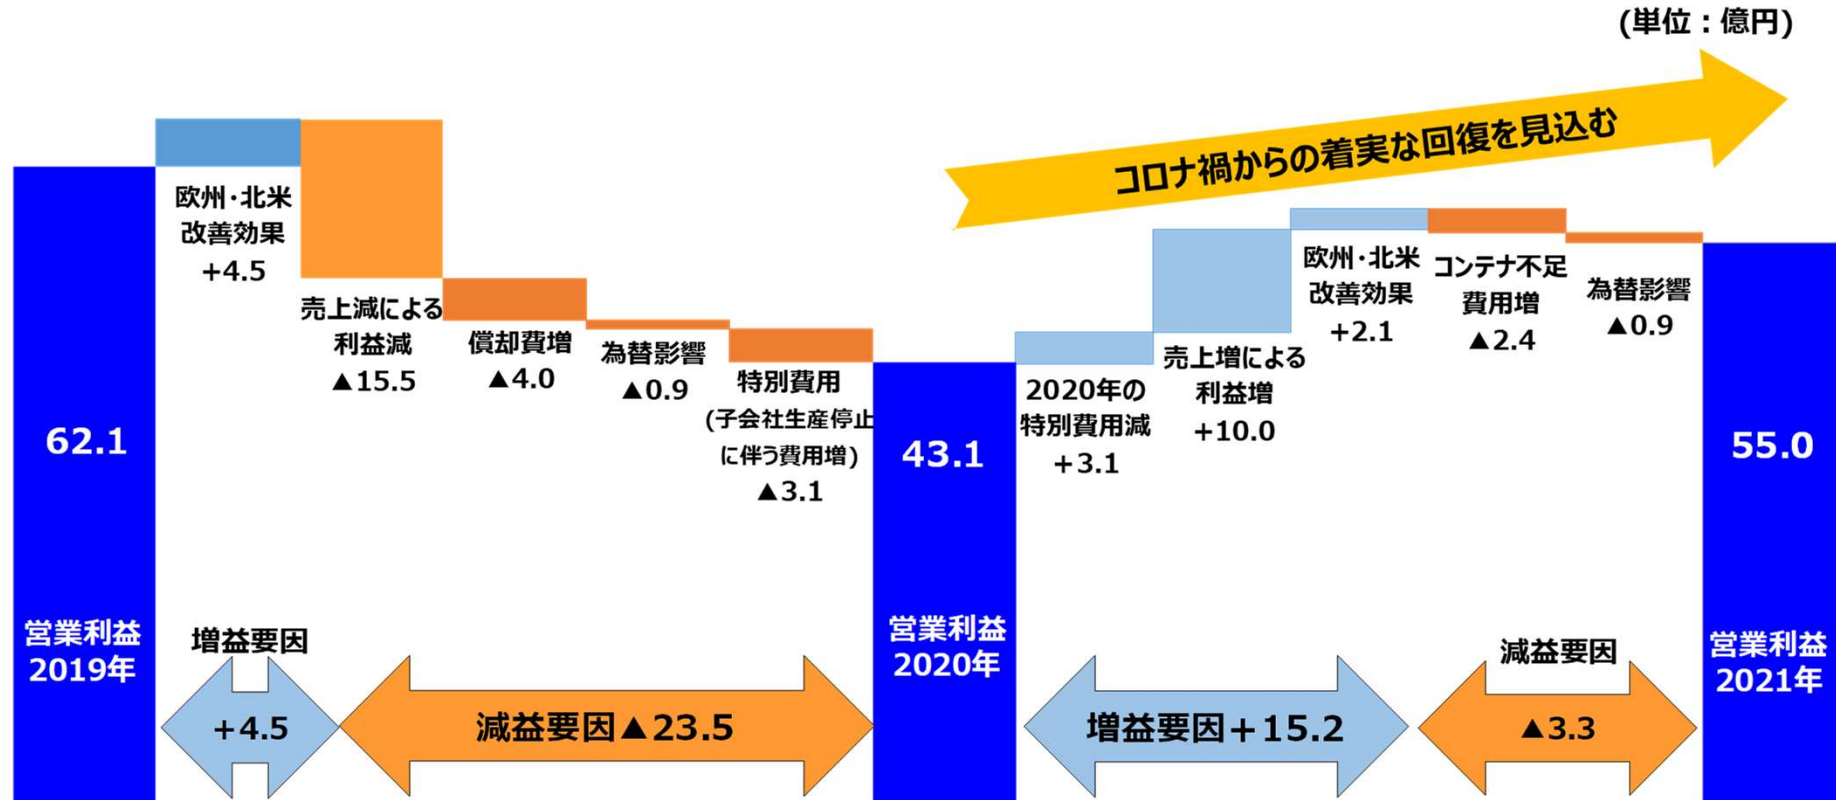 (単位：億円)
コロナ禍からの着実な回復を見込む
62.1
営業利益
2019年
欧州･北米
改善効果
+4.5
売上減による
利益減
▲15.5
償却費増
▲4.0
為替影響
▲0.9
特別費用
(子会社生産停止
に伴う費用増)
▲3.1
43.1
営業利益
2020年
2020年の
特別費用減
+3.1
売上増による
利益増
+10.0
欧州･北米
改善効果
+2.1
コンテナ不足
費用増
▲2.4
為替影響
▲0.9
55.0
営業利益
2021年
増益要因
+4.5
減益要因▲23.5
増益要因+15.2
減益要因
▲3.3